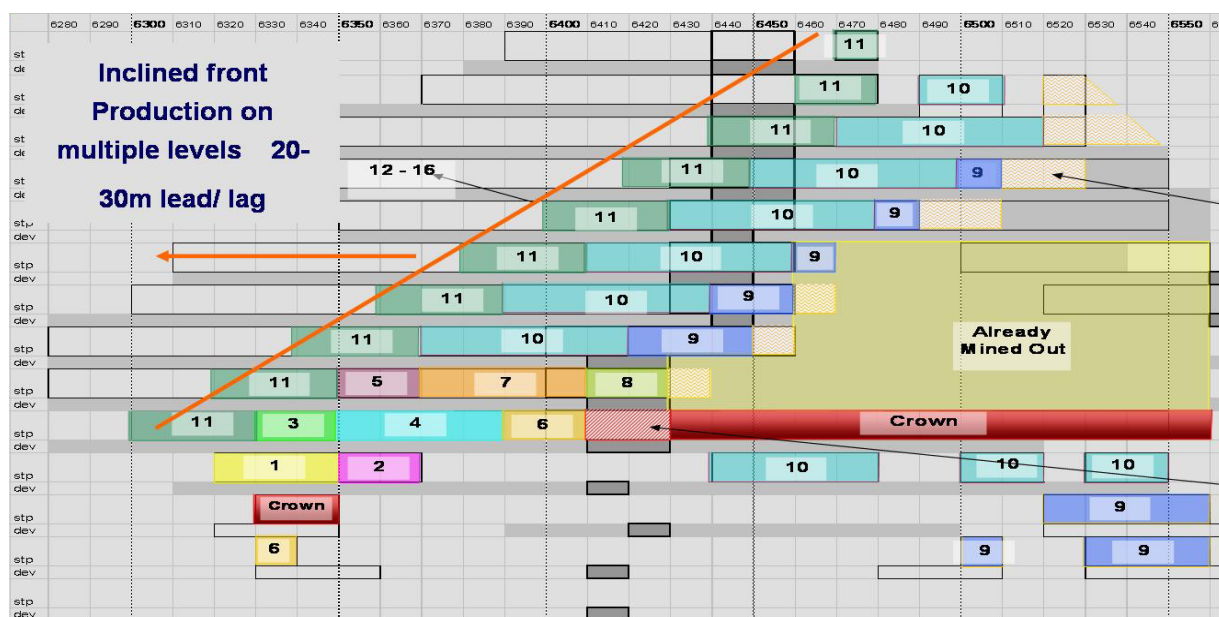 6280 6290 6300 6310 6320 6330 6340 6350 6360 6370 6380 6390 6400 6410 6420 6430 6440 6450 6460 6470 6480 6490 6500 6510 6520 6530 6540 6550
Inclined front
Production on
multiple levels 20-
30m lead/ lag
11
11 10
11 10
12 - 16 11 10 9
stp 11 10 9
dev
stp 11 10 9
dev
stp 11 10 9
dev
stp 11 10 9
dev
Already
Mined Out
stp 11 5 7 8
dev
stp 11 3 4 6 Crown
dev
stp 1 2 10 10 10
dev
stp Crown 9
dev
stp 6 9 9
dev
stp
dev